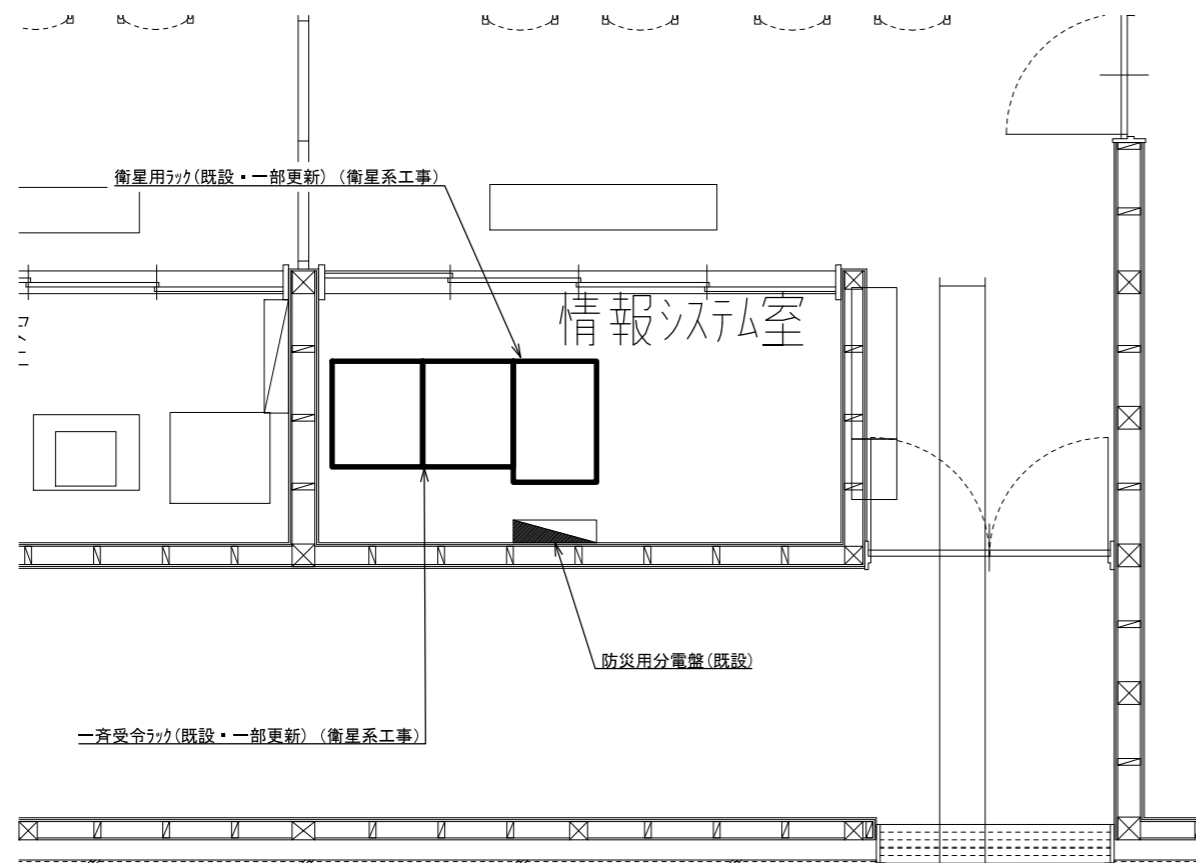 衛星用ﾗｯｸ(既設・一部更新) (衛星系工事)
情報システム室
防災用分電盤(既設)
一斉受令ﾗｯｸ(既設・一部更新) (衛星系工事)